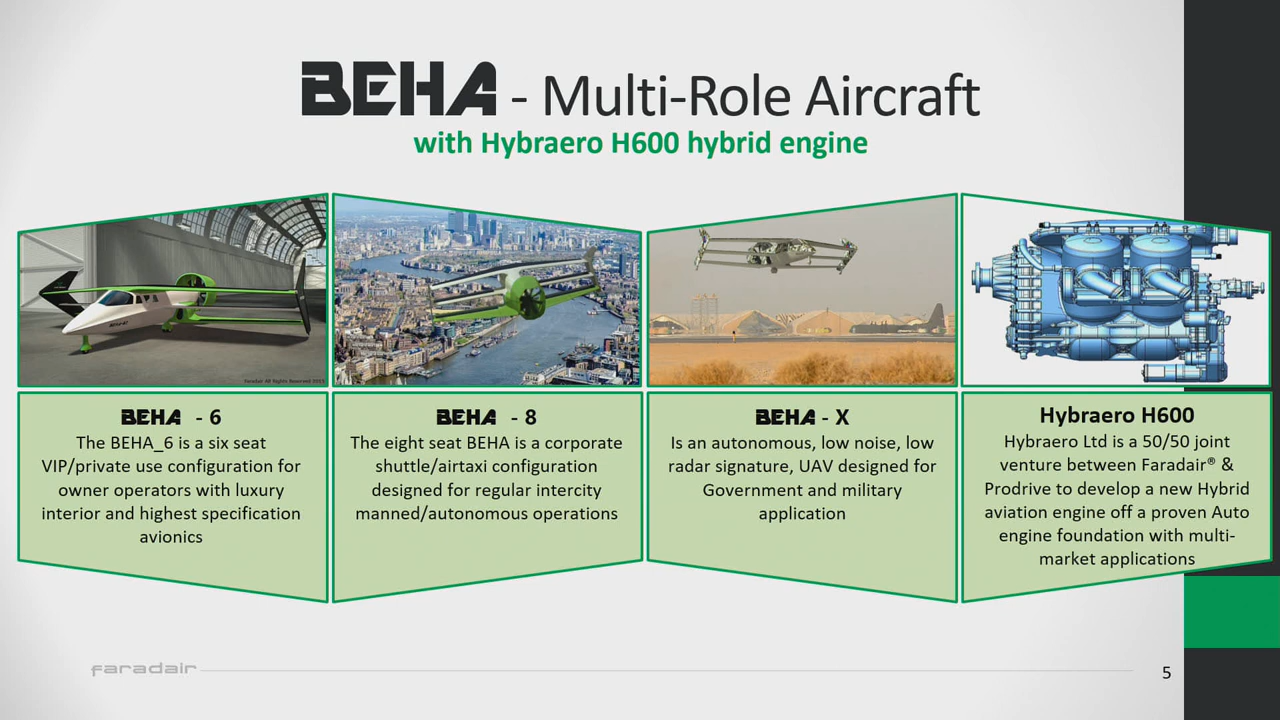 BEHA - Multi-Role Aircraft
with Hybraero H600 hybrid engine
Faradair All Rights Reserved
BEHA - 6
The BEHA_6 is a six seat
VIP/private use configuration for
owner operators with luxury
interior and highest specification
avionics
BEHA - 8
The eight seat BEHA is a corporate
shuttle/airtaxi configuration
designed for regular intercity
manned/autonomous operations
BEHA - X
Is an autonomous, low noise, low
radar signature, UAV designed for
Government and military
application
Hybraero H600
Hybraero Ltd is a 50/50 joint
venture between Faradair® &
Prodrive to develop a new Hybrid
aviation engine off a proven Auto
engine foundation with multi-
market applications
faradair
5